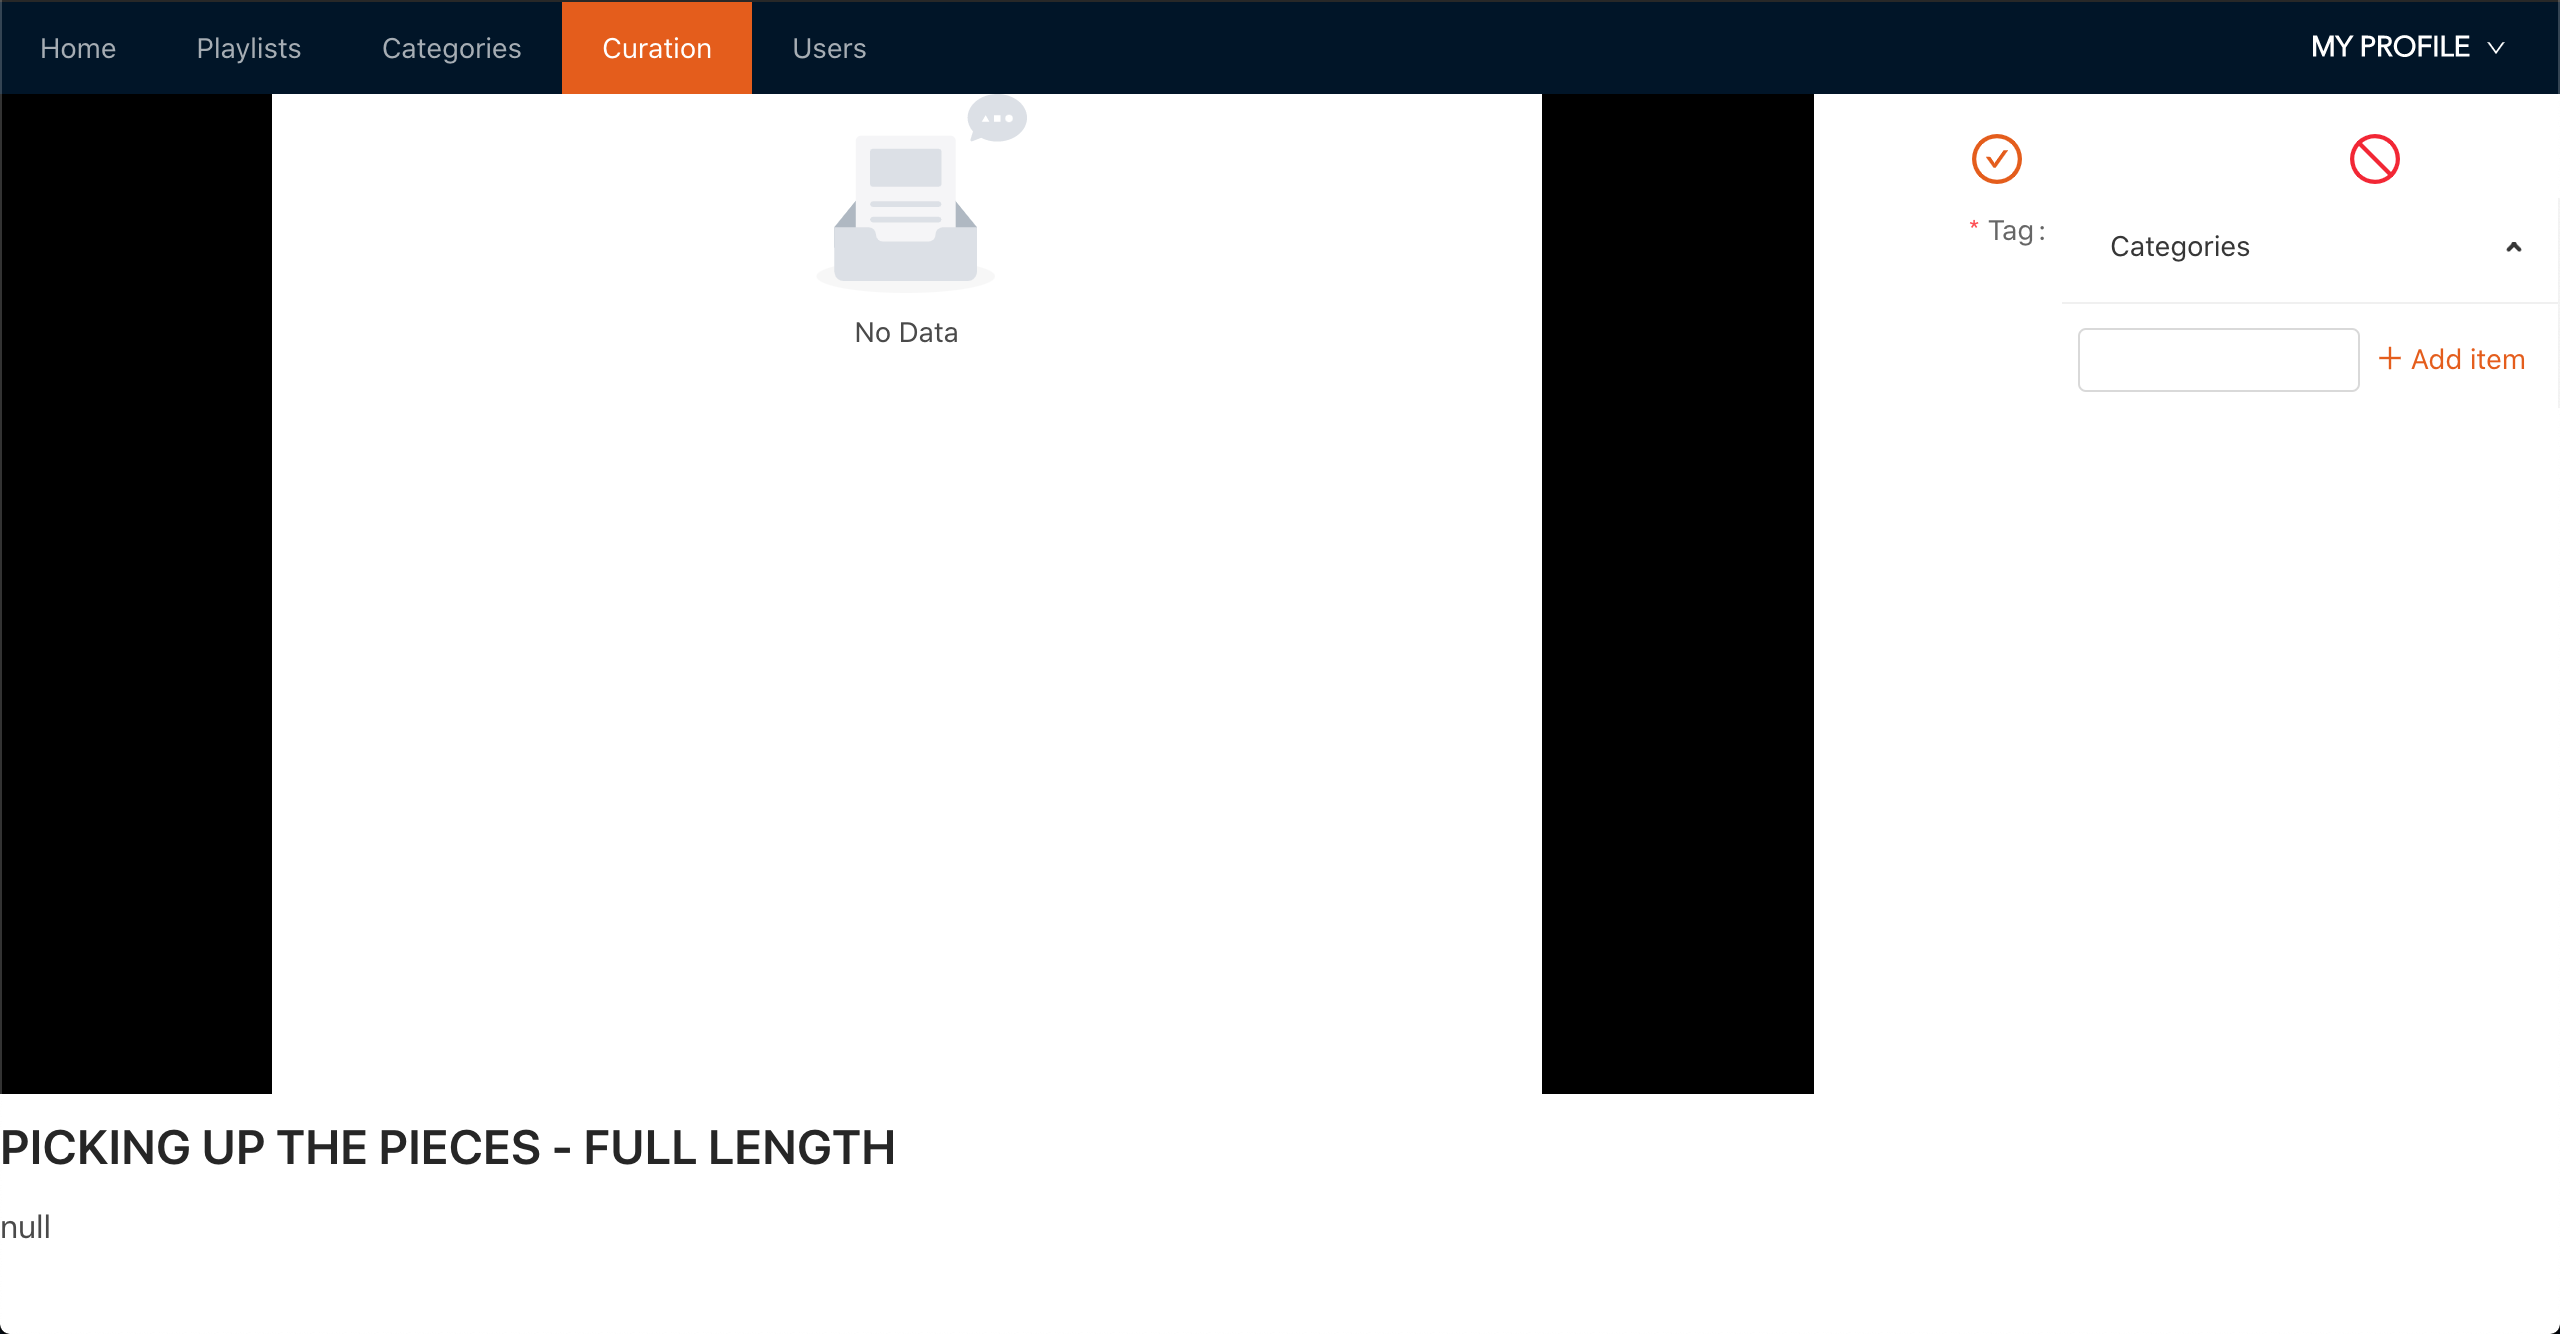 Home Playlists Categories Curation Users MY PROFILE
No Data
* Tag :
Categories
+ Add item
PICKING UP THE PIECES - FULL LENGTH
null